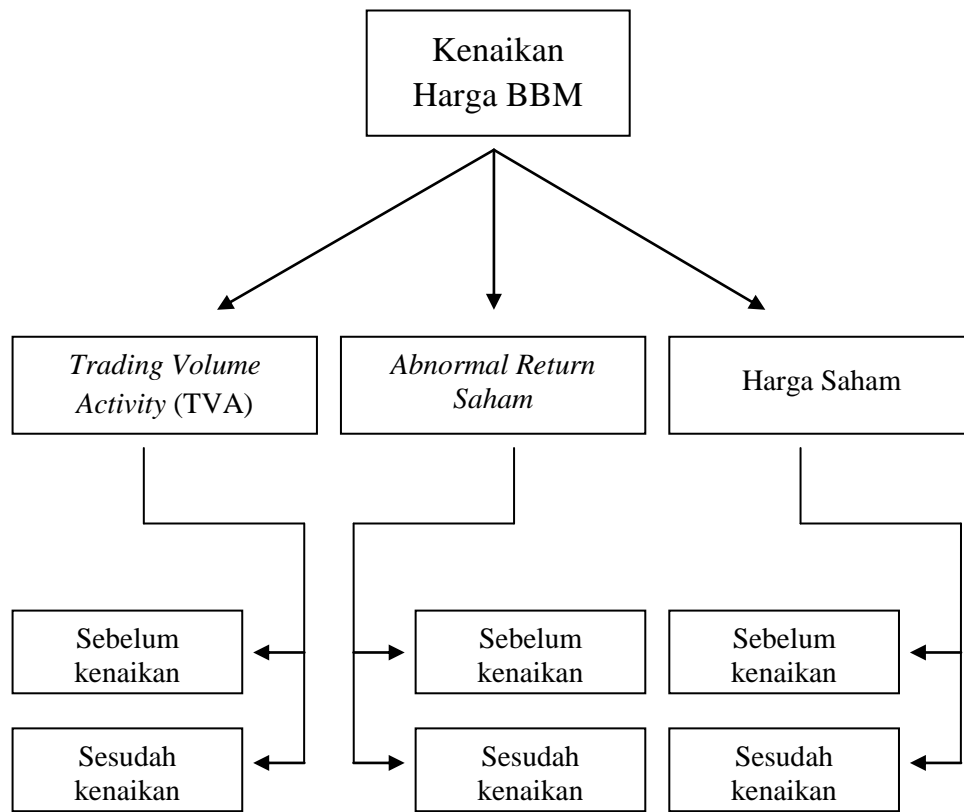 Kenaikan
Harga BBM
Trading Volume
Activity (TVA)
Abnormal Return
Saham
Harga Saham
Sebelum
kenaikan
Sebelum
kenaikan
Sebelum
kenaikan
Sesudah
kenaikan
Sesudah
kenaikan
Sesudah
kenaikan